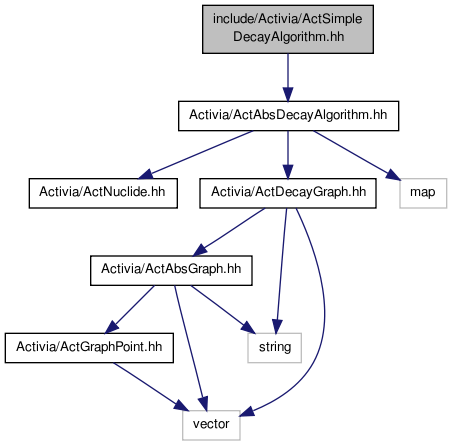 include/Activia/ActSimple
DecayAlgorithm.hh
Activia/ActAbsDecayAlgorithm.hh
Activia/ActNuclide.hh
Activia/ActDecayGraph.hh
map
Activia/ActAbsGraph.hh
Activia/ActGraphPoint.hh
string
vector